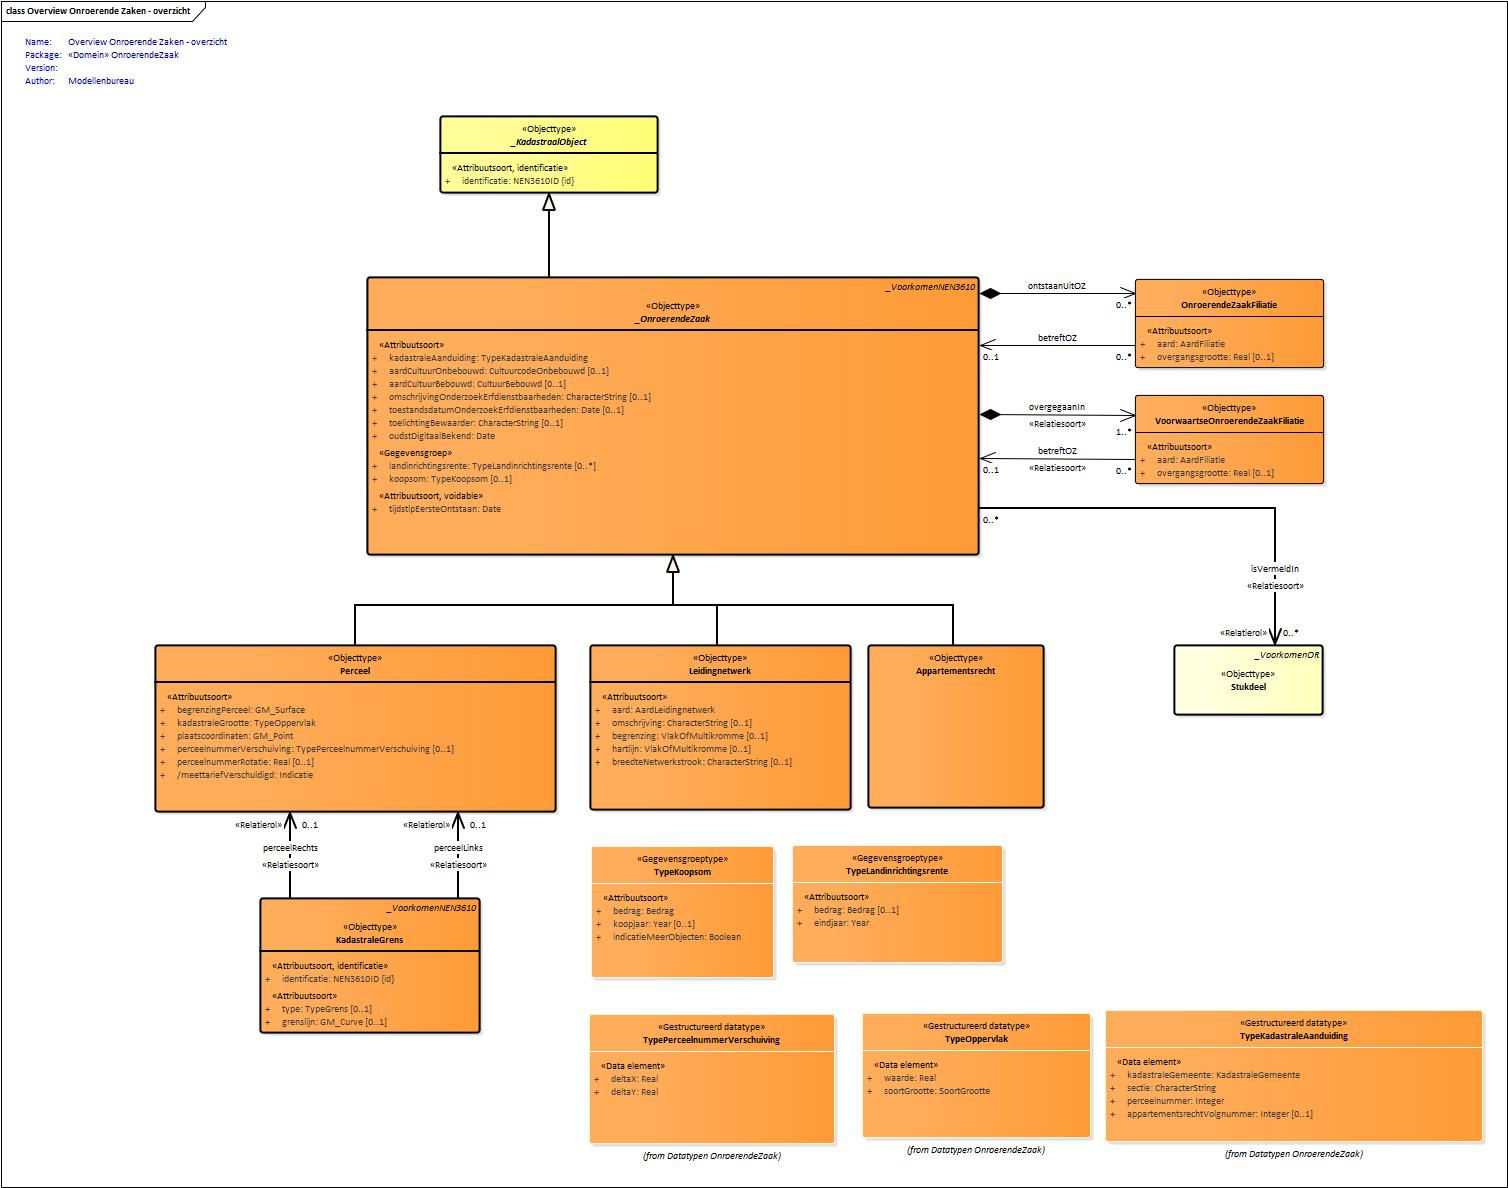 class Overview Onroerende Zaken - overzicht
Name: Overview Onroerende Zaken - overzicht
Package: «Domein» OnroerendeZaak
Version:
Author: Modellenbureau
«Objecttype»
_KadastraalObject
«Attribuutsoort, identificatie»
+ identificatie: NEN3610ID {id}
_VoorkomenNEN3610
«Objecttype»
_OnroerendeZaak
«Attribuutsoort»
+ kadastraleAanduiding: TypeKadastraleAanduiding
+ aardCultuurOnbebouwd: CultuurcodeOnbebouwd [0..1]
+ aardCultuurBebouwd: CultuurBebouwd [0..1]
+ omschrijvingOnderzoekErfdienstbaarheden: CharacterString [0..1]
+ toestandsdatumOnderzoekErfdienstbaarheden: Date [0..1]
+ toelichtingBewaarder: CharacterString [0..1]
+ oudstDigitaalBekend: Date
«Gegevensgroep»
+ landinrichtingsrente: TypeLandinrichtingsrente [0..*]
+ koopsom: TypeKoopsom [0..1]
«Attribuutsoort, voidable»
+ tijdstipEersteOntstaan: Date
ontstaanUitOZ
0..*
betreftOZ
0..1
0..*
«Objecttype»
OnroerendeZaakFiliatie
«Attribuutsoort»
+ aard: AardFiliatie
+ overgangsgrootte: Real [0..1]
overgegaanIn
«Relatiesoort»
1..*
betreftOZ
0..1
«Relatiesoort»
0..*
«Objecttype»
VoorwaartseOnroerendeZaakFiliatie
«Attribuutsoort»
+ aard: AardFiliatie
+ overgangsgrootte: Real [0..1]
0..*
isVermeldIn
«Relatiesoort»
«Relatierol» 0..*
_VoorkomenOR
«Objecttype»
Stukdeel
«Objecttype»
Perceel
«Attribuutsoort»
+ begrenzingPerceel: GM_Surface
+ kadastraleGrootte: TypeOppervlak
+ plaatscoordinaten: GM_Point
+ perceelnummerVerschuiving: TypePerceelnummerVerschuiving [0..1]
+ perceelnummerRotatie: Real [0..1]
+ /meettariefVerschuldigd: Indicatie
«Objecttype»
Leidingnetwerk
«Attribuutsoort»
+ aard: AardLeidingnetwerk
+ omschrijving: CharacterString [0..1]
+ begrenzing: VlakOfMultikromme [0..1]
+ hartlijn: VlakOfMultikromme [0..1]
+ breedteNetwerkstrook: CharacterString [0..1]
«Objecttype»
Appartementsrecht
«Relatierol» 0..1
perceelRechts
«Relatiesoort»
«Relatierol» 0..1
perceelLinks
«Relatiesoort»
_VoorkomenNEN3610
«Objecttype»
KadastraleGrens
«Attribuutsoort, identificatie»
+ identificatie: NEN3610ID {id}
«Attribuutsoort»
+ type: TypeGrens [0..1]
+ grenslijn: GM_Curve [0..1]
«Gegevensgroeptype»
TypeKoopsom
«Attribuutsoort»
+ bedrag: Bedrag
+ koopjaar: Year [0..1]
+ indicatieMeerObjecten: Boolean
«Gegevensgroeptype»
TypeLandinrichtingsrente
«Attribuutsoort»
+ bedrag: Bedrag [0..1]
+ eindjaar: Year
«Gestructureerd datatype»
TypePerceelnummerVerschuiving
«Data element»
+ deltaX: Real
+ deltaY: Real
(from Datatypen OnroerendeZaak)
«Gestructureerd datatype»
TypeOppervlak
«Data element»
+ waarde: Real
+ soortGrootte: SoortGrootte
(from Datatypen OnroerendeZaak)
«Gestructureerd datatype»
TypeKadastraleAanduiding
«Data element»
+ kadastraleGemeente: KadastraleGemeente
+ sectie: CharacterString
+ perceelnummer: Integer
+ appartementsrechtVolgnummer: Integer [0..1]
(from Datatypen OnroerendeZaak)